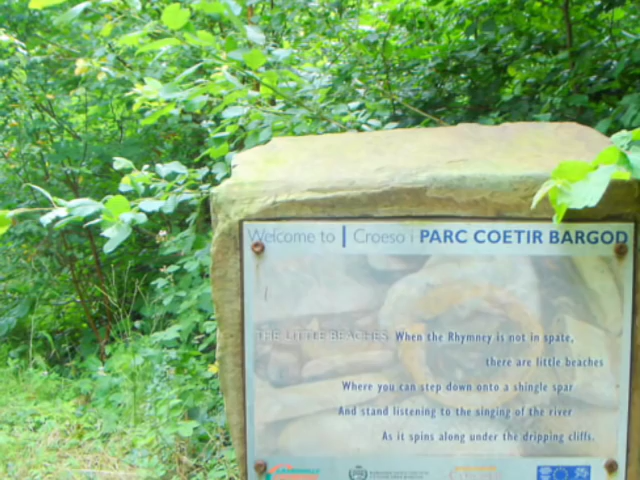 Welcome to | Croeso i PARC COETIR BARGOD
THE LITTLE BEACHES When the Rhymney is not in spate,
there are little beaches
Where you can step down onto a shingle spar
And stand listening to the singing of the river
As it spins along under the dripping cliffs.